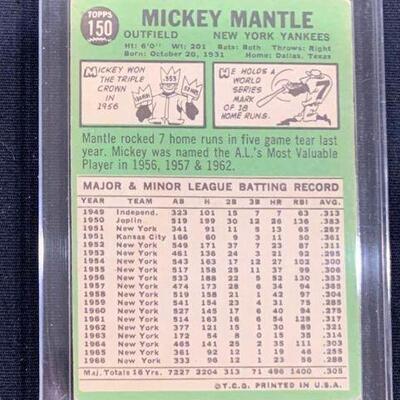 TOPPS
150
MICKEY MANTLE
OUTFIELD NEW YORK YANKEES
Ht: 6'0" Wt: 201 Bats: Both Throws: Right
Born: October 20, 1931 Home: Dallas, Texas
MICKEY WON
THE TRIPLE
CROWN IN
1956
.353
HE HOLDS A
WORLD
SERIES
MARK OF
18
HOME RUNS.
7
Mantle rocked 7 home runs in five game tear last
year. Mickey was named the A.L.'s Most Valuable
Player in 1956, 1957 & 1962.
MAJOR & MINOR LEAGUE BATTING RECORD
YEAR TEAM AB H 2B 3B HR RBI AVG.
1949 Independ. 323 101 15 7 7 63 .313
1950 Joplin 519 199 30 12 26 136 .383
1951 New York 341 91 11 5 13 65 .267
1951 Kansas City 166 60 9 3 11 50 .361
1952 New York 549 171 37 7 23 87 .311
1953 New York 461 136 24 3 21 92 .295
1954 New York 543 163 17 12 27 102 .300
1955 New York 517 158 25 11 37 99 .306
1956 New York 533 188 22 5 52 130 .353
1957 New York 474 173 28 6 34 94 .365
1958 New York 519 158 21 1 42 97 .304
1959 New York 541 154 23 4 31 75 .285
1960 New York 527 145 17 6 40 94 .275
1961 New York 514 163 16 6 54 128 .317
1962 New York 377 121 15 1 30 89 .321
1963 New York 172 54 8 0 15 35 .314
1964 New York 465 141 25 2 35 111 .303
1965 New York 361 92 12 1 19 46 .255
1966 New York 333 96 12 1 23 56 .288
Maj. Totals 16 Yrs. 7227 2204 313 71 496 1400 .305
©T.C.G. PRINTED IN U.S.A.